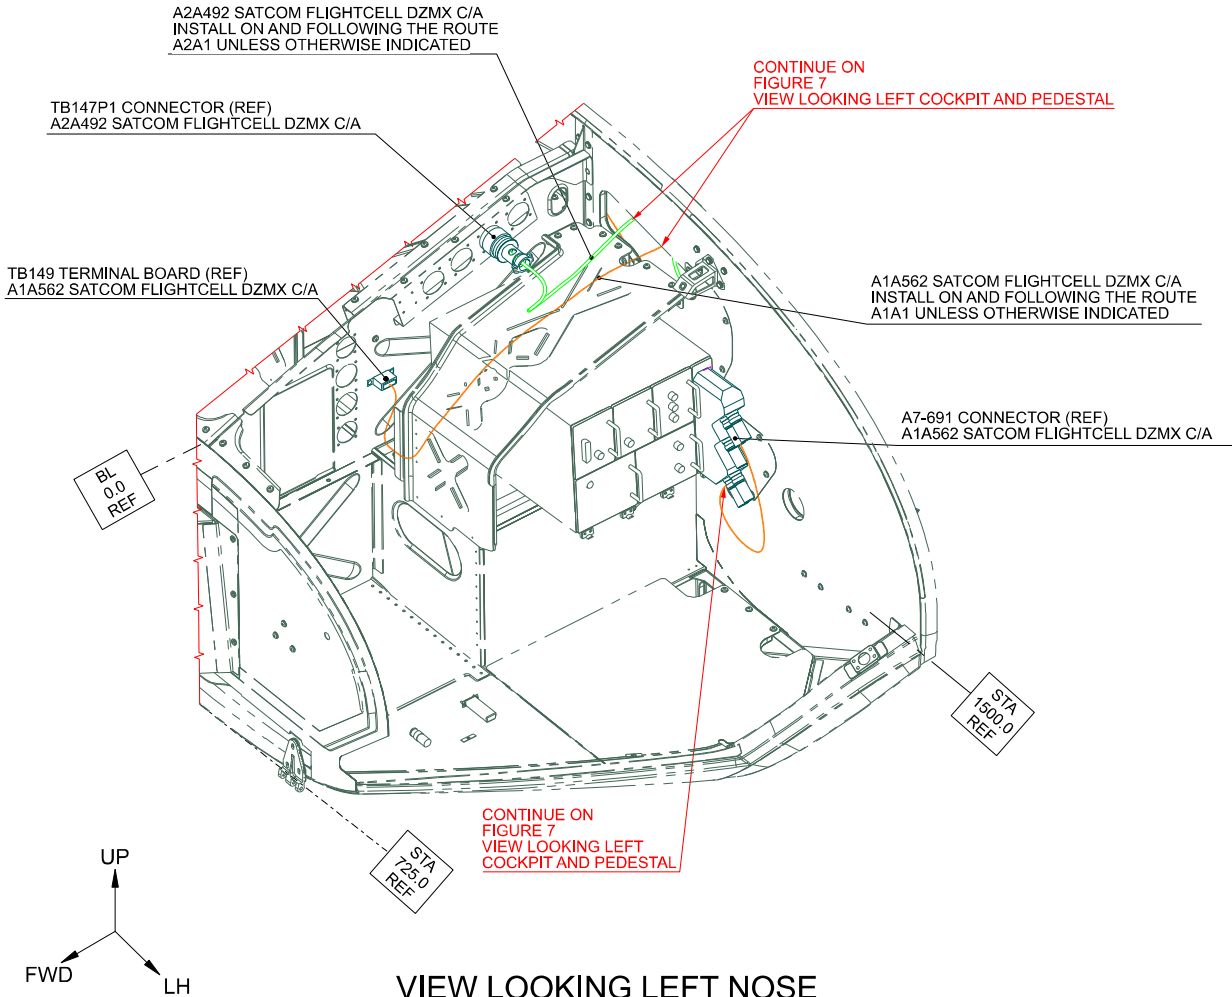 A2A492 SATCOM FLIGHTCELL DZMX C/A
INSTALL ON AND FOLLOWING THE ROUTE
A2A1 UNLESS OTHERWISE INDICATED
CONTINUE ON
FIGURE 7
VIEW LOOKING LEFT COCKPIT AND PEDESTAL
TB147P1 CONNECTOR (REF)
A2A492 SATCOM FLIGHTCELL DZMX C/A
TB149 TERMINAL BOARD (REF)
A1A562 SATCOM FLIGHTCELL DZMX C/A
A1A562 SATCOM FLIGHTCELL DZMX C/A
INSTALL ON AND FOLLOWING THE ROUTE
A1A1 UNLESS OTHERWISE INDICATED
A7-691 CONNECTOR (REF)
A1A562 SATCOM FLIGHTCELL DZMX C/A
BL
0.0
REF
STA
1500.0
REF
CONTINUE ON
FIGURE 7
VIEW LOOKING LEFT
COCKPIT AND PEDESTAL
STA
725.0
REF
UP
FWD
LH
VIEW LOOKING LEFT NOSE